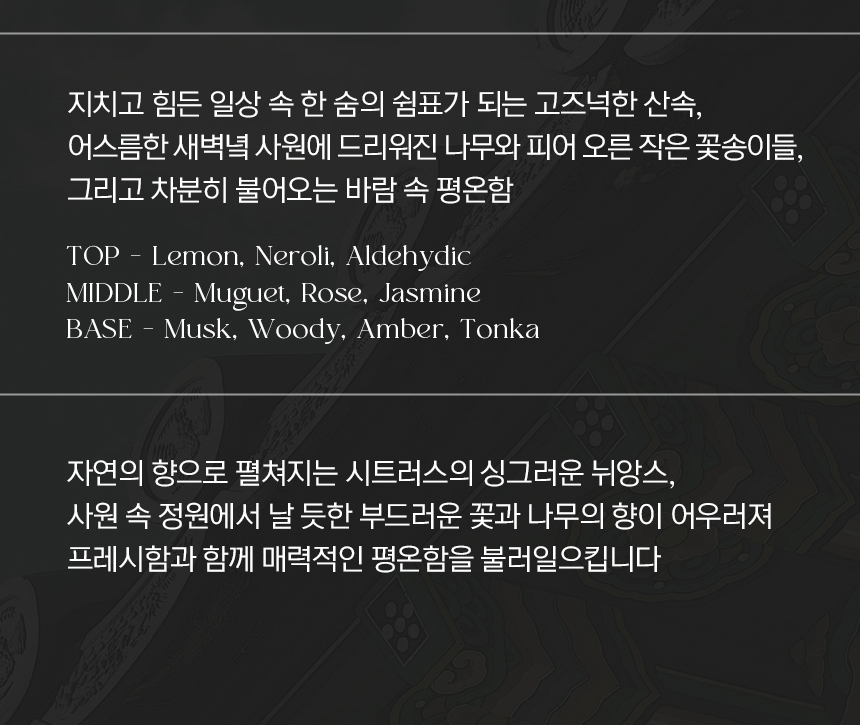 지치고 힘든 일상 속 한 숨의 쉼표가 되는 고즈넉한 산속,
어스름한 새벽녘 사원에 드리워진 나무와 피어 오른 작은 꽃송이들,
그리고 차분히 불어오는 바람 속 평온함
TOP - Lemon, Neroli, Aldehydic
MIDDLE - Muguet, Rose, Jasmine
BASE - Musk, Woody, Amber, Tonka
자연의 향으로 펼쳐지는 시트러스의 싱그러운 뉘앙스,
사원 속 정원에서 날 듯한 부드러운 꽃과 나무의 향이 어우러져
프레시함과 함께 매력적인 평온함을 불러일으킵니다